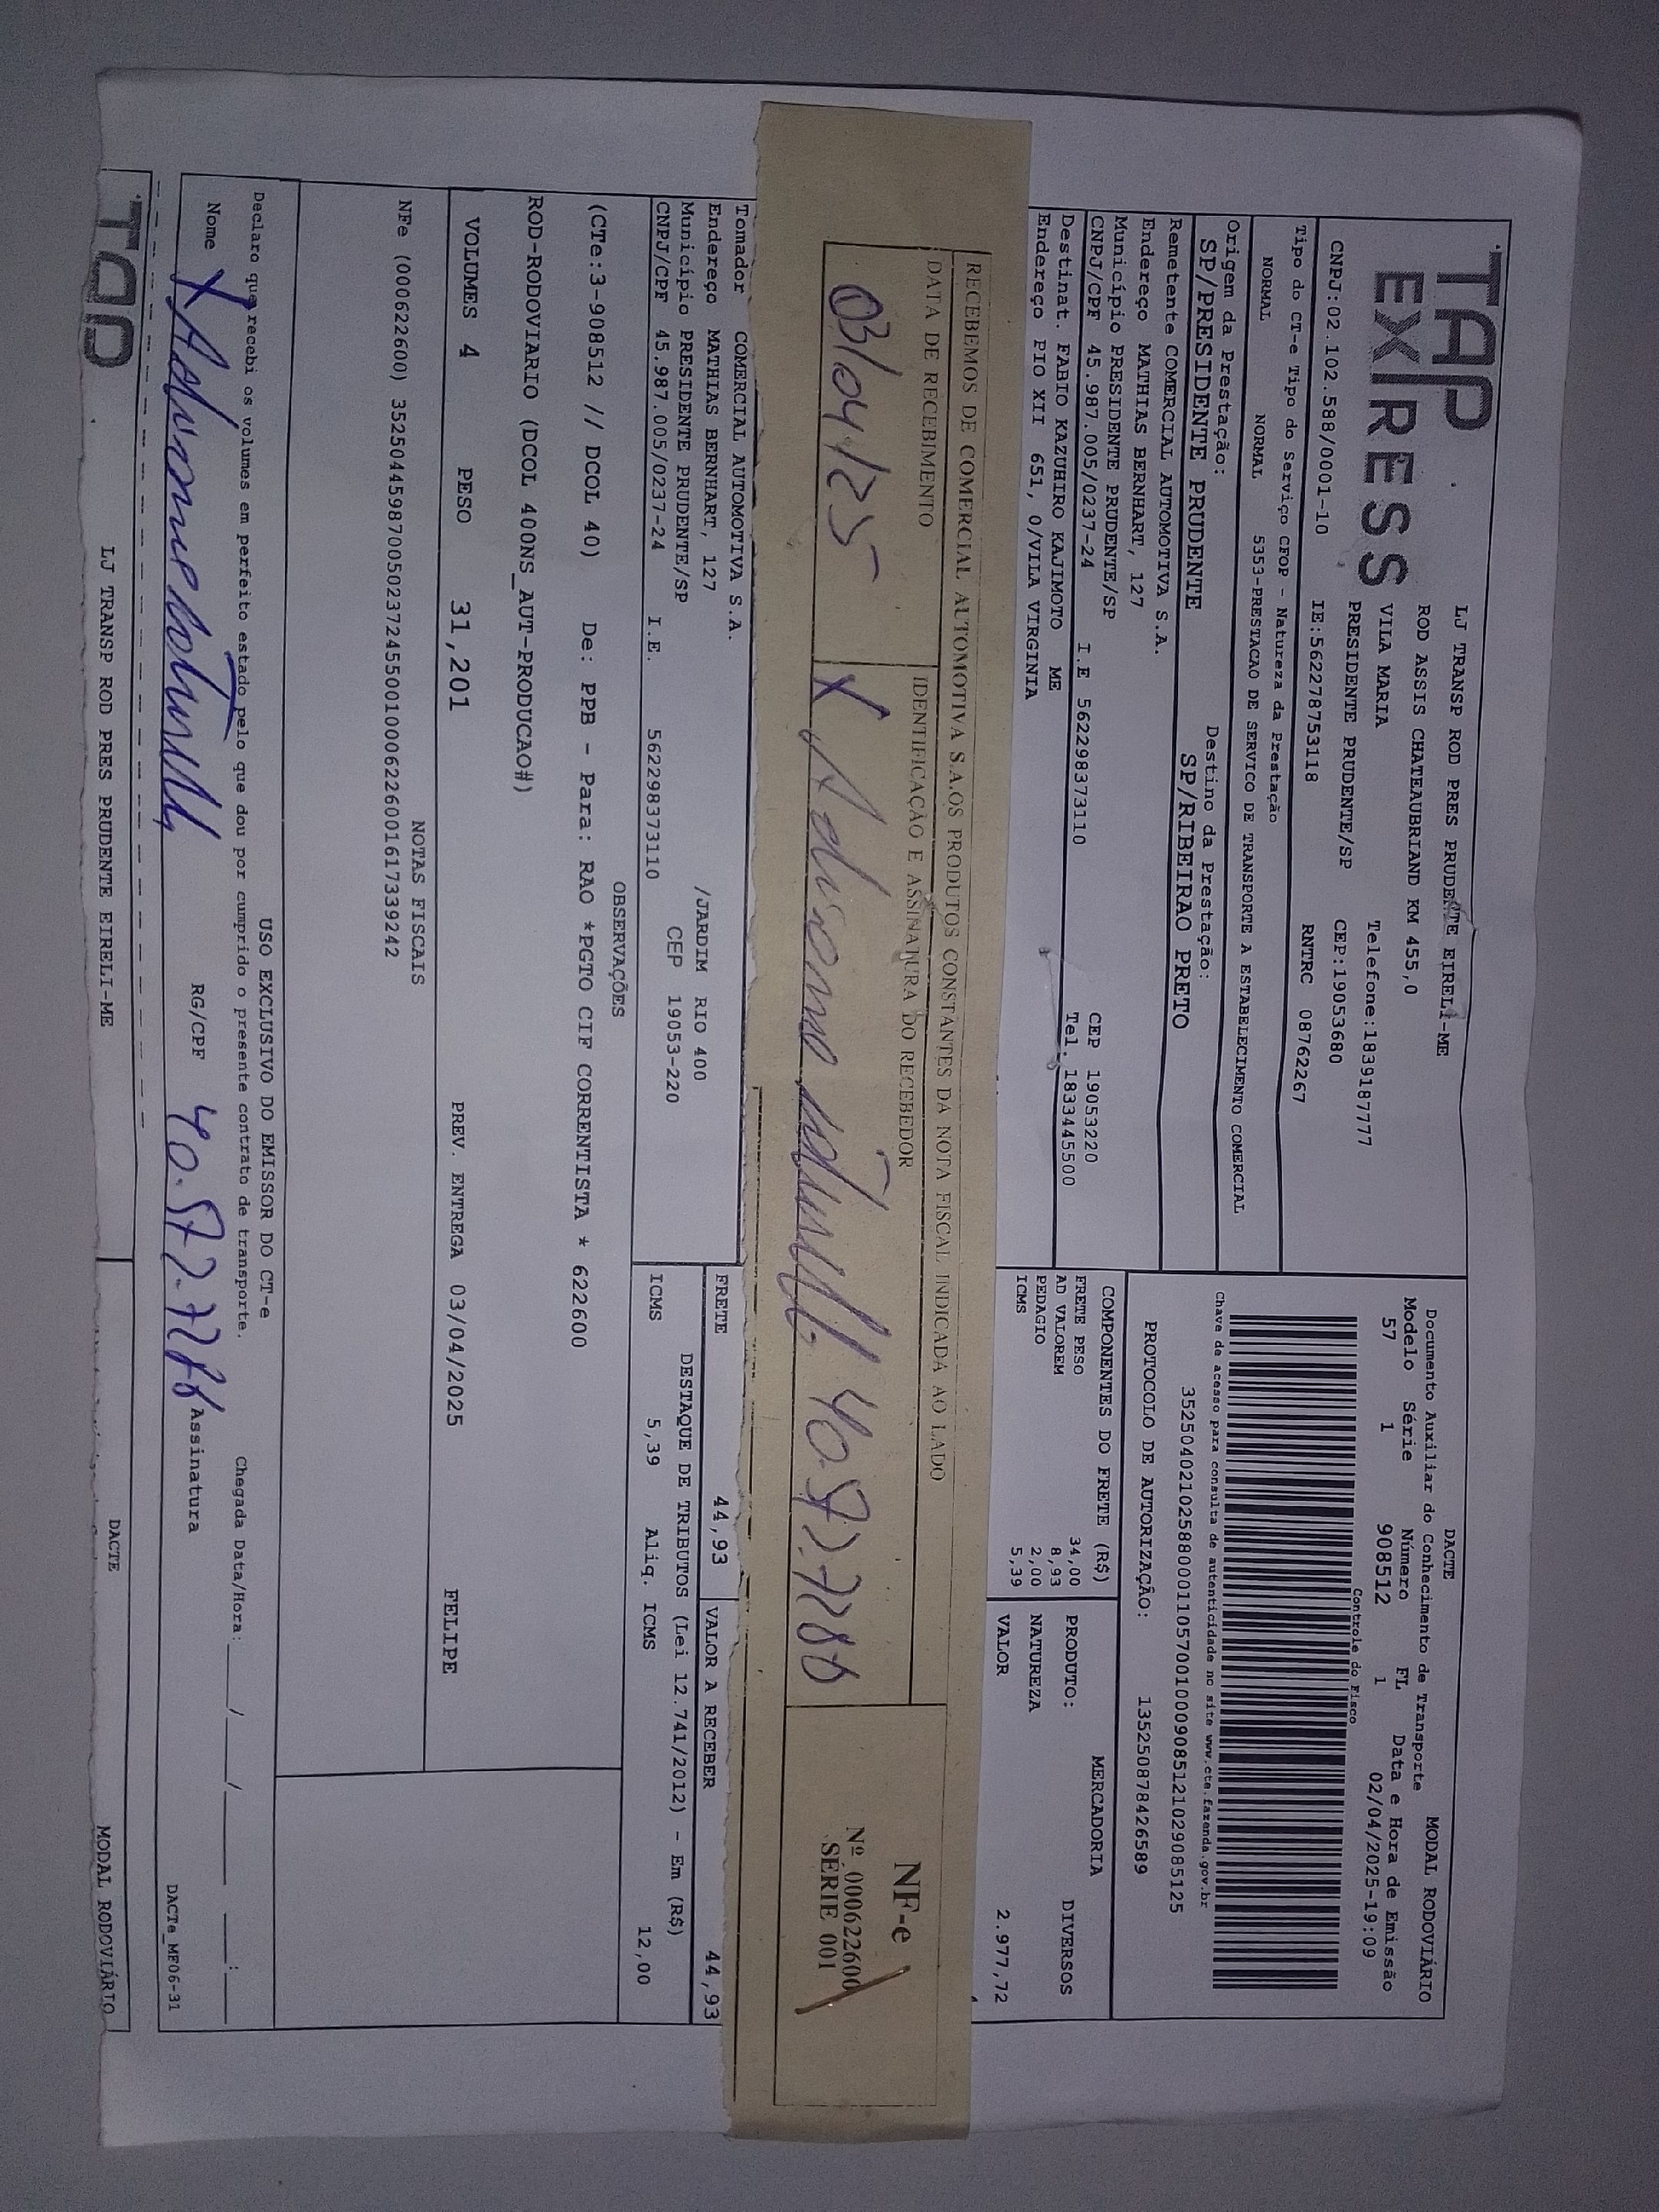 TAP
EXPRESS
LJ TRANSP ROD PRES PRUDENTE EIRELI-ME
ROD ASSIS CHATEAUBRIAND KM 455,0
VILA MARIA Telefone:1839187777
PRESIDENTE PRUDENTE/SP CEP:19053680
CNPJ:02.102.588/0001-10 IE:562278753118 RNTRC 08762267
Tipo do CT-e Tipo do Serviço CFOP - Natureza da Prestação
NORMAL NORMAL 5353-PRESTACAO DE SERVICO DE TRANSPORTE A ESTABELECIMENTO COMERCIAL
Origem da Prestação: Destino da Prestação:
SP/PRESIDENTE PRUDENTE SP/RIBEIRAO PRETO
Remetente COMERCIAL AUTOMOTIVA S.A.
Endereço MATHIAS BERNHART, 127
Município PRESIDENTE PRUDENTE/SP CEP 19053220
CNPJ/CPF 45.987.005/0237-24 I.E 562298373110 Tel. 1833445500
Destinat. FABIO KAZUHIRO KAJIMOTO ME
Endereço PIO XII 651, 0/VILA VIRGINIA
DACTE MODAL RODOVIÁRIO
Documento Auxiliar do Conhecimento de Transporte
Modelo Série Número FL Data e Hora de Emissão
57 1 908512 1 02/04/2025-19:09
Controle do Fisco
Chave de acesso para consulta de autenticidade no site www.cte.fazenda.gov.br
35250402102588000110570010009085121029085125
PROTOCOLO DE AUTORIZAÇÃO: 135250878426589
COMPONENTES DO FRETE (R$)
FRETE PESO 34,00
AD VALOREM 8,93
PEDAGIO 2,00
ICMS 5,39
MERCADORIA
PRODUTO: DIVERSOS
NATUREZA
VALOR 2.977,72
RECEBEMOS DE COMERCIAL AUTOMOTIVA S.A.OS PRODUTOS CONSTANTES DA NOTA FISCAL INDICADA AO LADO
DATA DE RECEBIMENTO IDENTIFICAÇÃO E ASSINATURA DO RECEBEDOR
03/04/25 X
NF-e
Nº 000622600
SÉRIE 001
Tomador COMERCIAL AUTOMOTIVA S.A.
Endereço MATHIAS BERNHART, 127 /JARDIM RIO 400
Município PRESIDENTE PRUDENTE/SP CEP 19053-220
CNPJ/CPF 45.987.005/0237-24 I.E. 562298373110
FRETE 44,93 VALOR A RECEBER 44,93
DESTAQUE DE TRIBUTOS (Lei 12.741/2012) - Em (R$)
ICMS 5,39 Aliq. ICMS 12,00
OBSERVAÇÕES
(CTe:3-908512 // DCOL 40) De: PPB - Para: RAO *PGTO CIF CORRENTISTA * 622600
ROD-RODOVIARIO (DCOL 400NS_AUT-PRODUCAO#)
VOLUMES 4 PESO 31,201 PREV. ENTREGA 03/04/2025 FELIPE
NOTAS FISCAIS
NFe (000622600) 35250445987005023724550010006226001617339242
USO EXCLUSIVO DO EMISSOR DO CT-e
Declaro que recebi os volumes em perfeito estado pelo que dou por cumprido o presente contrato de transporte. Chegada Data/Hora: ___/___/_____ ___:___
Nome X RG/CPF Assinatura
DACTe_MF06-31
TAP LJ TRANSP ROD PRES PRUDENTE EIRELI-ME DACTE MODAL RODOVIÁRIO